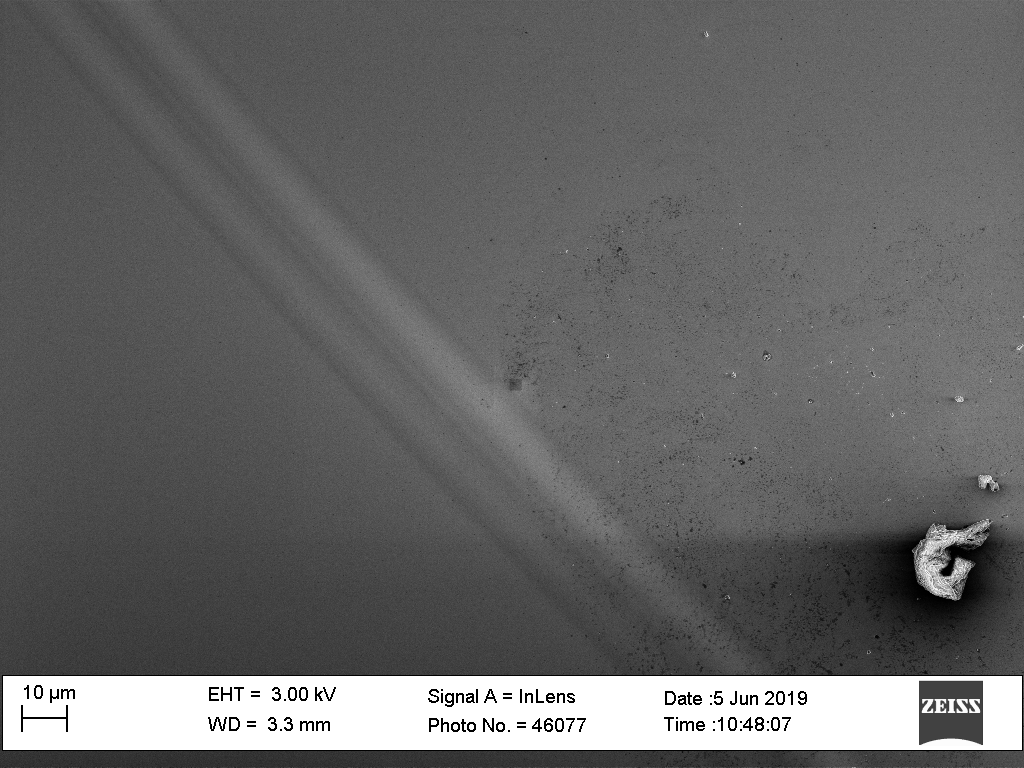 10 µm
EHT = 3.00 kV
WD = 3.3 mm
Signal A = InLens
Photo No. = 46077
Date :5 Jun 2019
Time :10:48:07
ZEISS